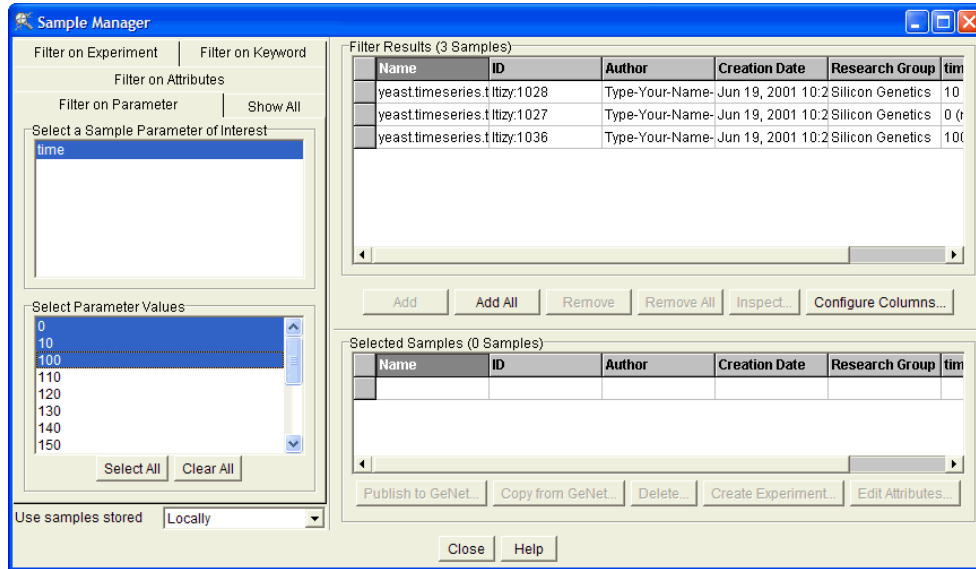 Sample Manager
Filter on Experiment
Filter on Keyword
Filter on Attributes
Filter on Parameter
Show All
Select a Sample Parameter of Interest
time
Select Parameter Values
0
10
100
110
120
130
140
150
Select All
Clear All
Use samples stored
Locally
Filter Results (3 Samples)
Name ID Author Creation Date Research Group tim
yeast.timeseries.t ltizy:1028 Type-Your-Name- Jun 19, 2001 10:2 Silicon Genetics 10
yeast.timeseries.t ltizy:1027 Type-Your-Name- Jun 19, 2001 10:2 Silicon Genetics 0 (r
yeast.timeseries.t ltizy:1036 Type-Your-Name- Jun 19, 2001 10:2 Silicon Genetics 100
Add
Add All
Remove
Remove All
Inspect...
Configure Columns...
Selected Samples (0 Samples)
Name ID Author Creation Date Research Group tim
Publish to GeNet...
Copy from GeNet...
Delete...
Create Experiment...
Edit Attributes...
Close
Help